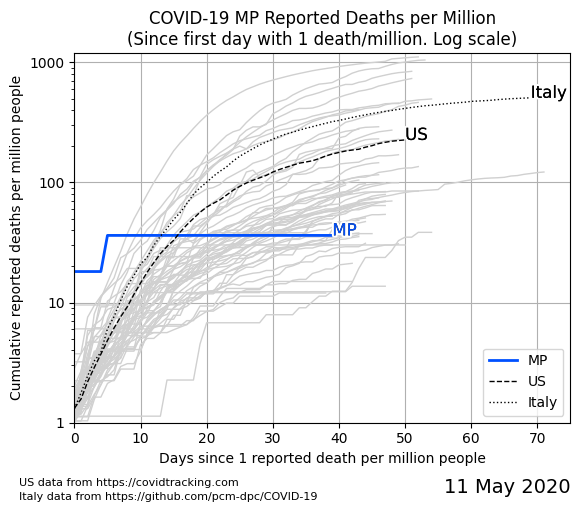 COVID-19 MP Reported Deaths per Million
(Since first day with 1 death/million. Log scale)
Cumulative reported deaths per million people
1000
100
10
1
Italy
US
MP
MP
US
Italy
0
10
20
30
40
50
60
70
Days since 1 reported death per million people
US data from https://covidtracking.com
Italy data from https://github.com/pcm-dpc/COVID-19
11 May 2020